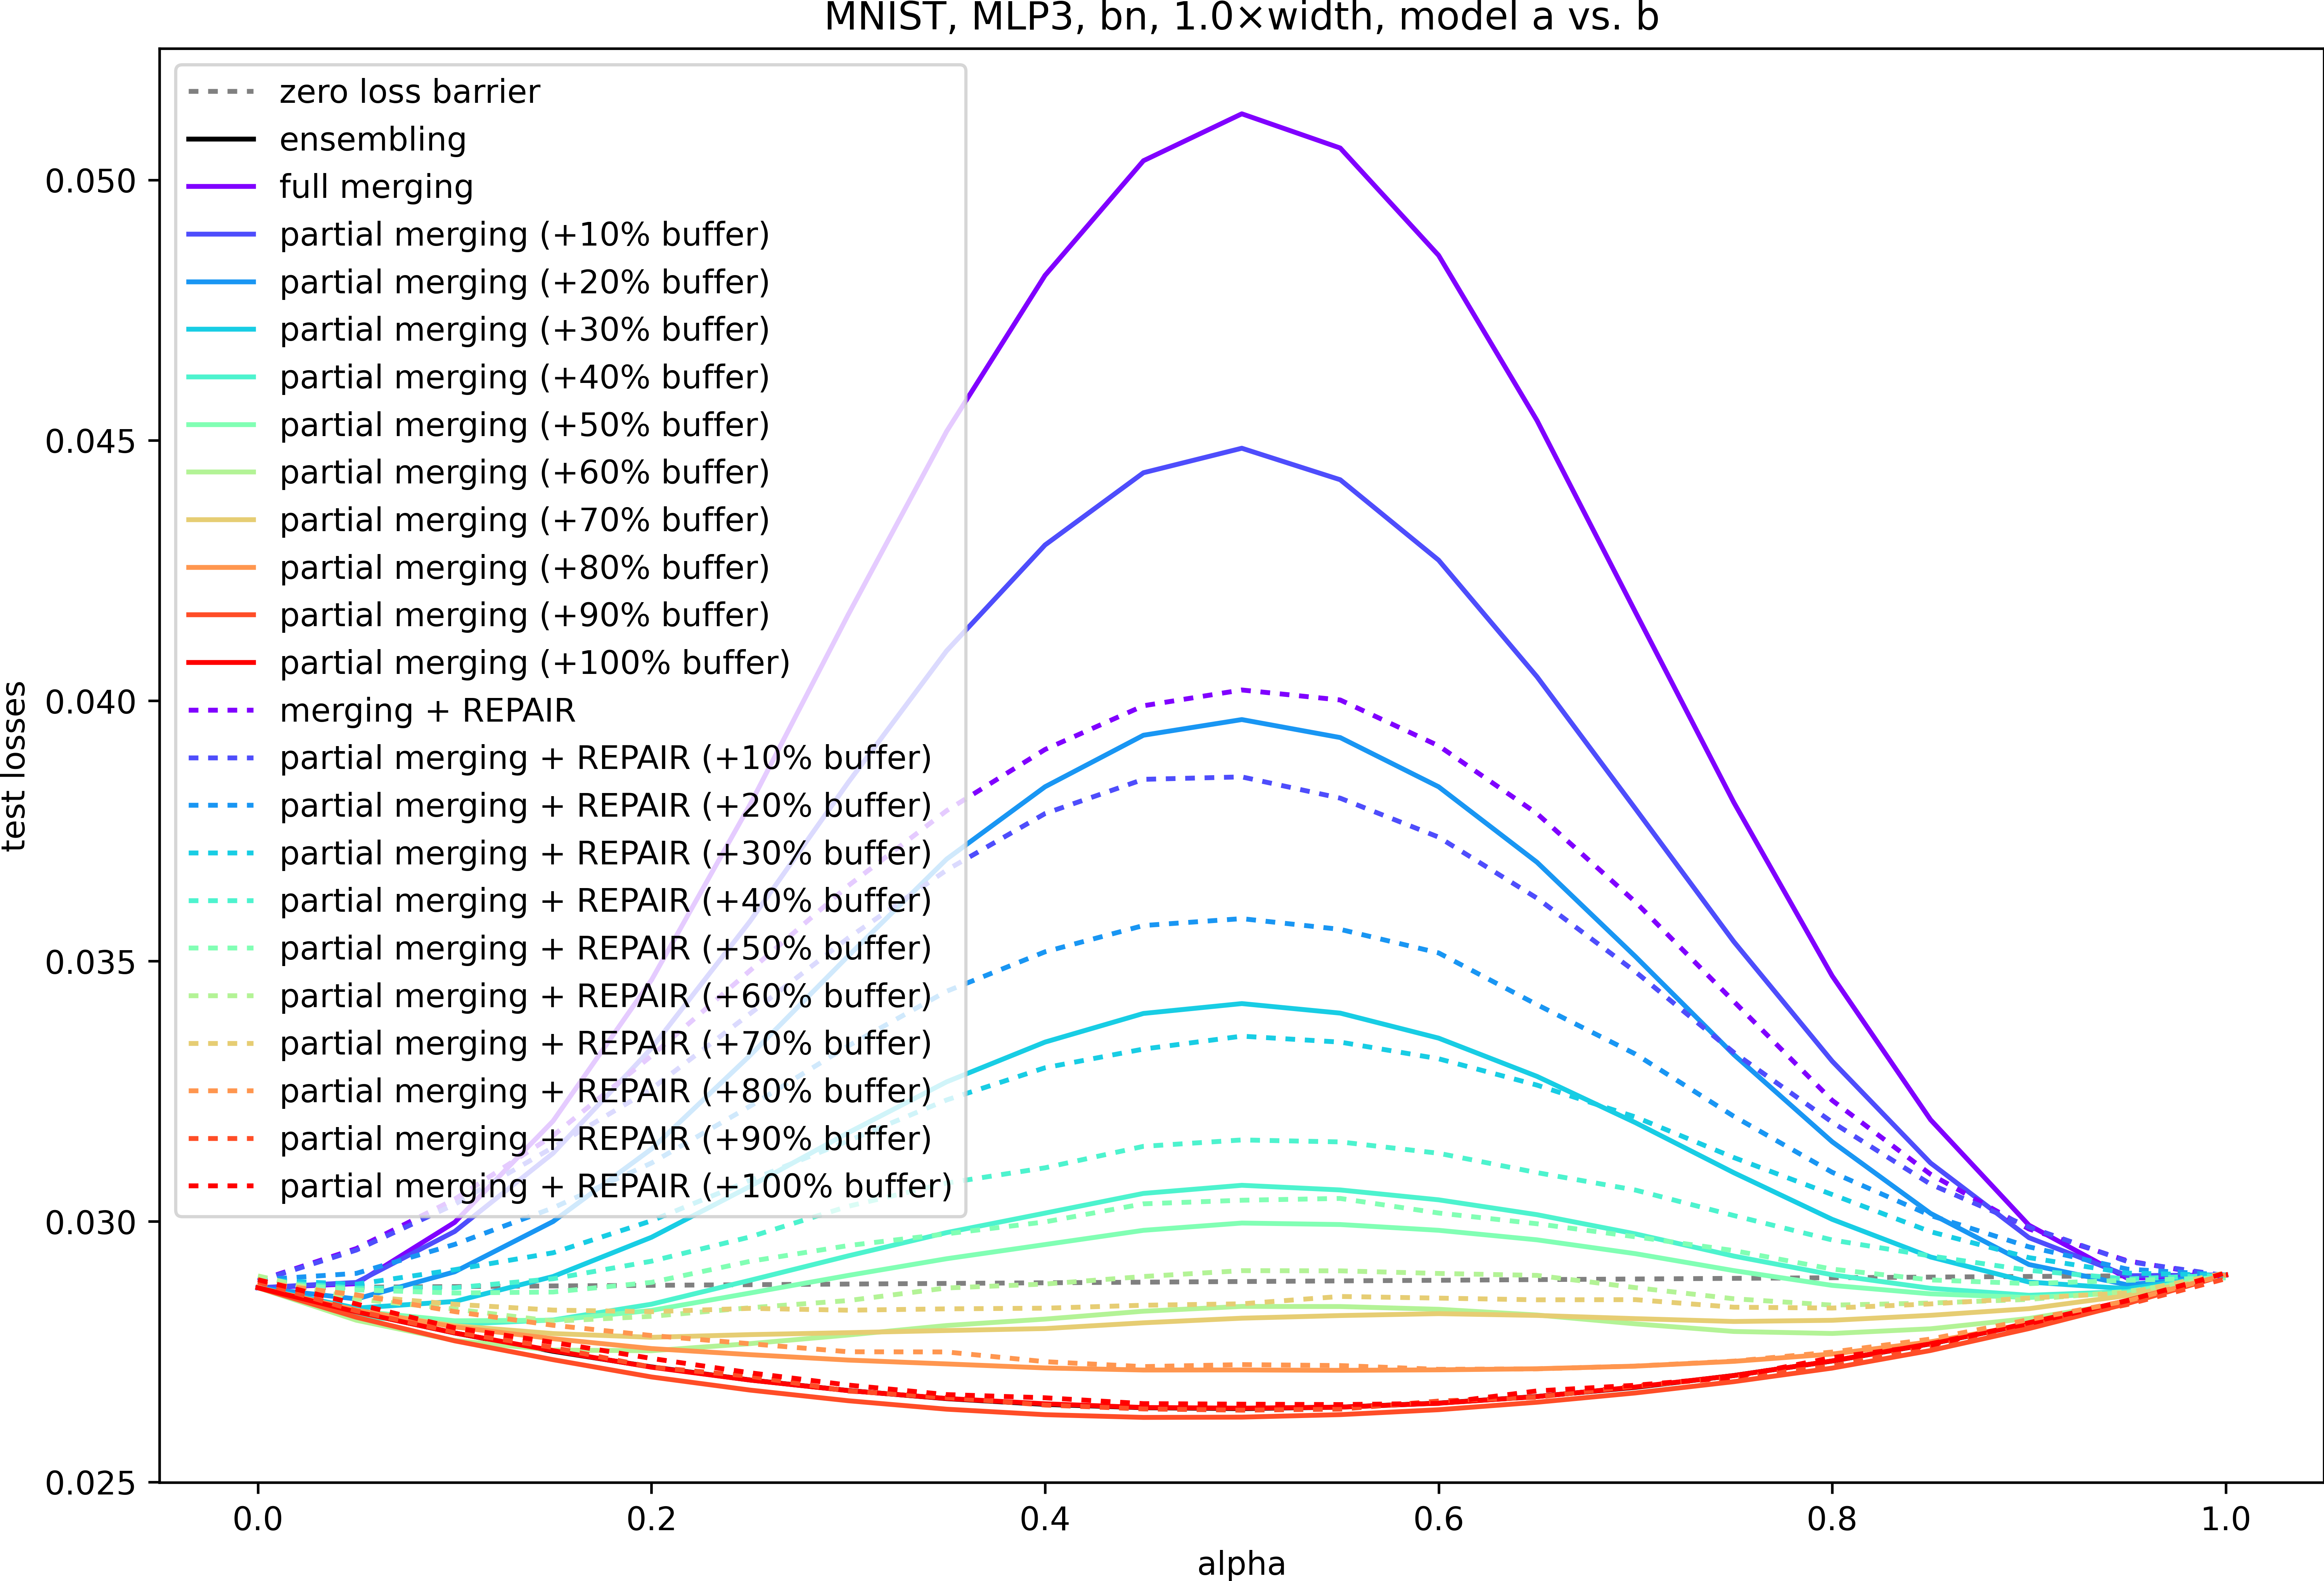 MNIST, MLP3, bn, 1.0×width, model a vs. b
zero loss barrier
ensembling
full merging
partial merging (+10% buffer)
partial merging (+20% buffer)
partial merging (+30% buffer)
partial merging (+40% buffer)
partial merging (+50% buffer)
partial merging (+60% buffer)
partial merging (+70% buffer)
partial merging (+80% buffer)
partial merging (+90% buffer)
partial merging (+100% buffer)
merging + REPAIR
partial merging + REPAIR (+10% buffer)
partial merging + REPAIR (+20% buffer)
partial merging + REPAIR (+30% buffer)
partial merging + REPAIR (+40% buffer)
partial merging + REPAIR (+50% buffer)
partial merging + REPAIR (+60% buffer)
partial merging + REPAIR (+70% buffer)
partial merging + REPAIR (+80% buffer)
partial merging + REPAIR (+90% buffer)
partial merging + REPAIR (+100% buffer)
test losses
0.050
0.045
0.040
0.035
0.030
0.025
0.0 0.2 0.4 0.6 0.8 1.0
alpha